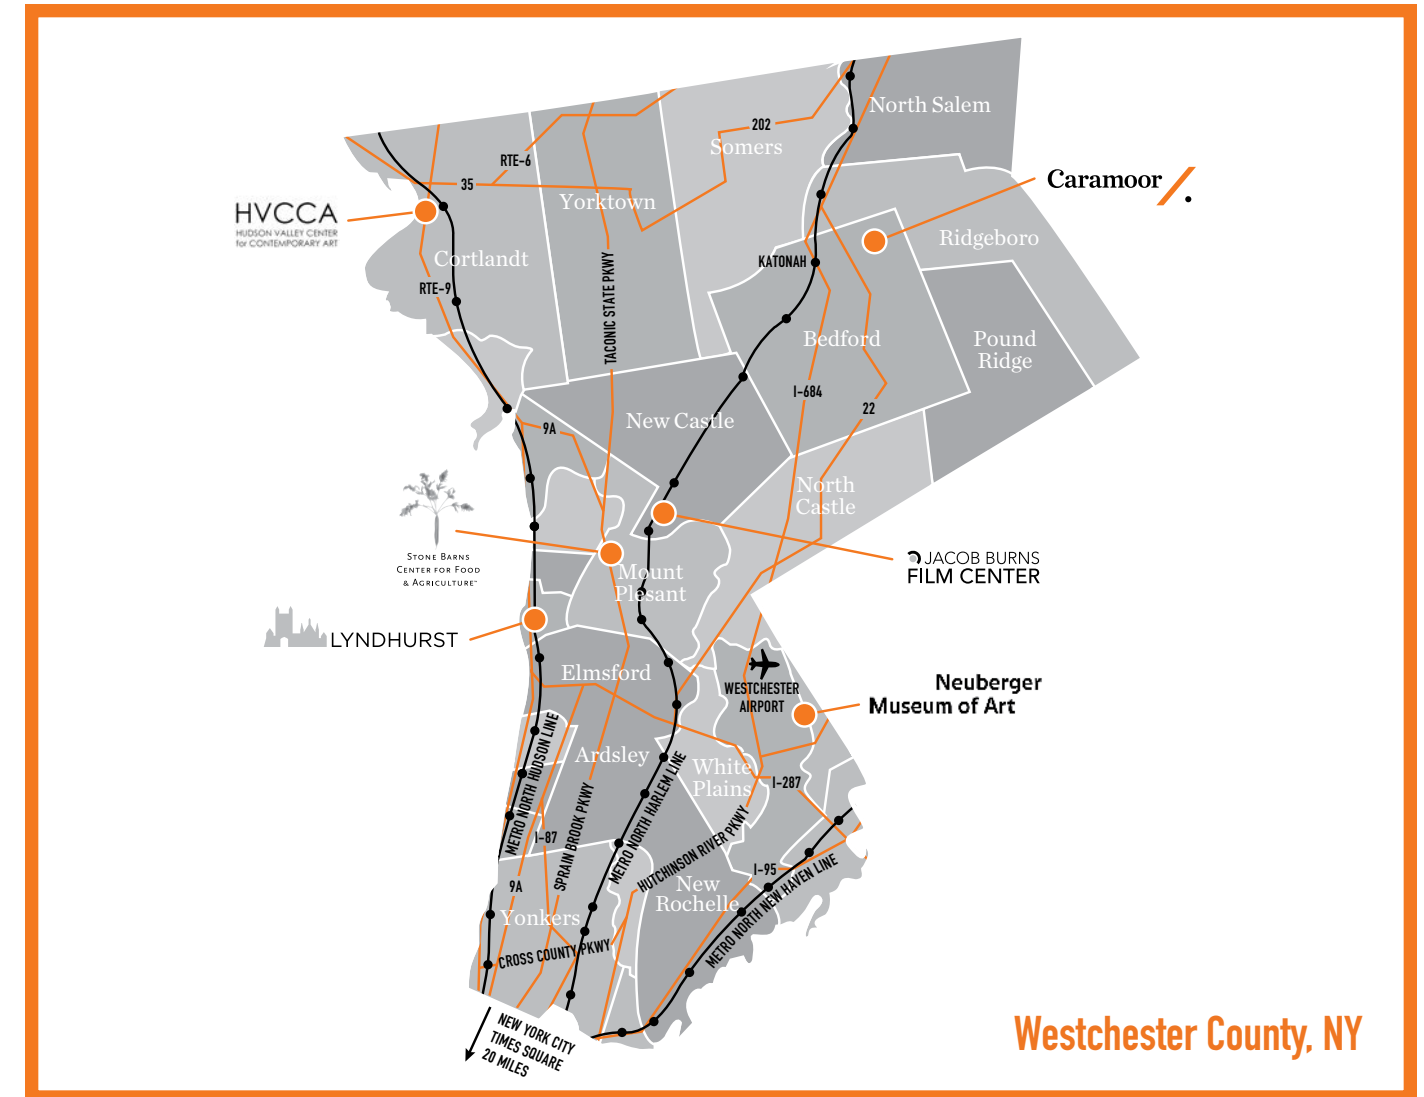 North Salem
202
Somers
RTE-6
35
Caramoor
HVCCA
HUDSON VALLEY CENTER
for CONTEMPORARY ART
Yorktown
Ridgeboro
Cortlandt
KATONAH
RTE-9
TACONIC STATE PKWY
Bedford
Pound
Ridge
I-684
22
New Castle
9A
North
Castle
STONE BARNS
CENTER FOR FOOD
& AGRICULTURE
JACOB BURNS
FILM CENTER
Mount
Plesant
LYNDHURST
Elmsford
WESTCHESTER
AIRPORT
Neuberger
Museum of Art
METRO NORTH HUDSON LINE
Ardsley
METRO NORTH HARLEM LINE
White
Plains
I-287
I-87
SPRAIN BROOK PKWY
HUTCHINSON RIVER PKWY
I-95
METRO NORTH NEW HAVEN LINE
9A
New
Rochelle
Yonkers
CROSS COUNTY PKWY
NEW YORK CITY
TIMES SQUARE
20 MILES
Westchester County, NY